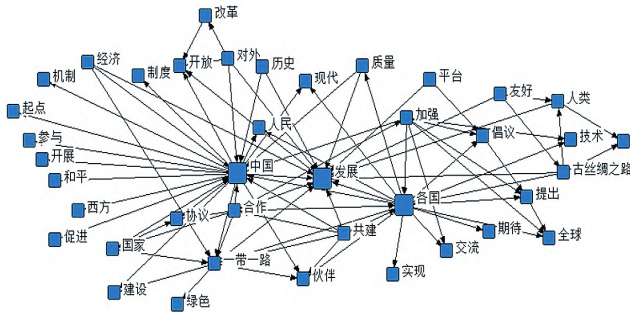 改革
经济
开放
对外
历史
机制
制度
现代
质量
平台
友好
人类
起点
人民
加强
倡议
技术
参与
开展
中国
发展
古丝绸之路
和平
各国
提出
西方
协议
合作
共建
期待
全球
促进
国家
一带一路
交流
建设
绿色
伙伴
实现